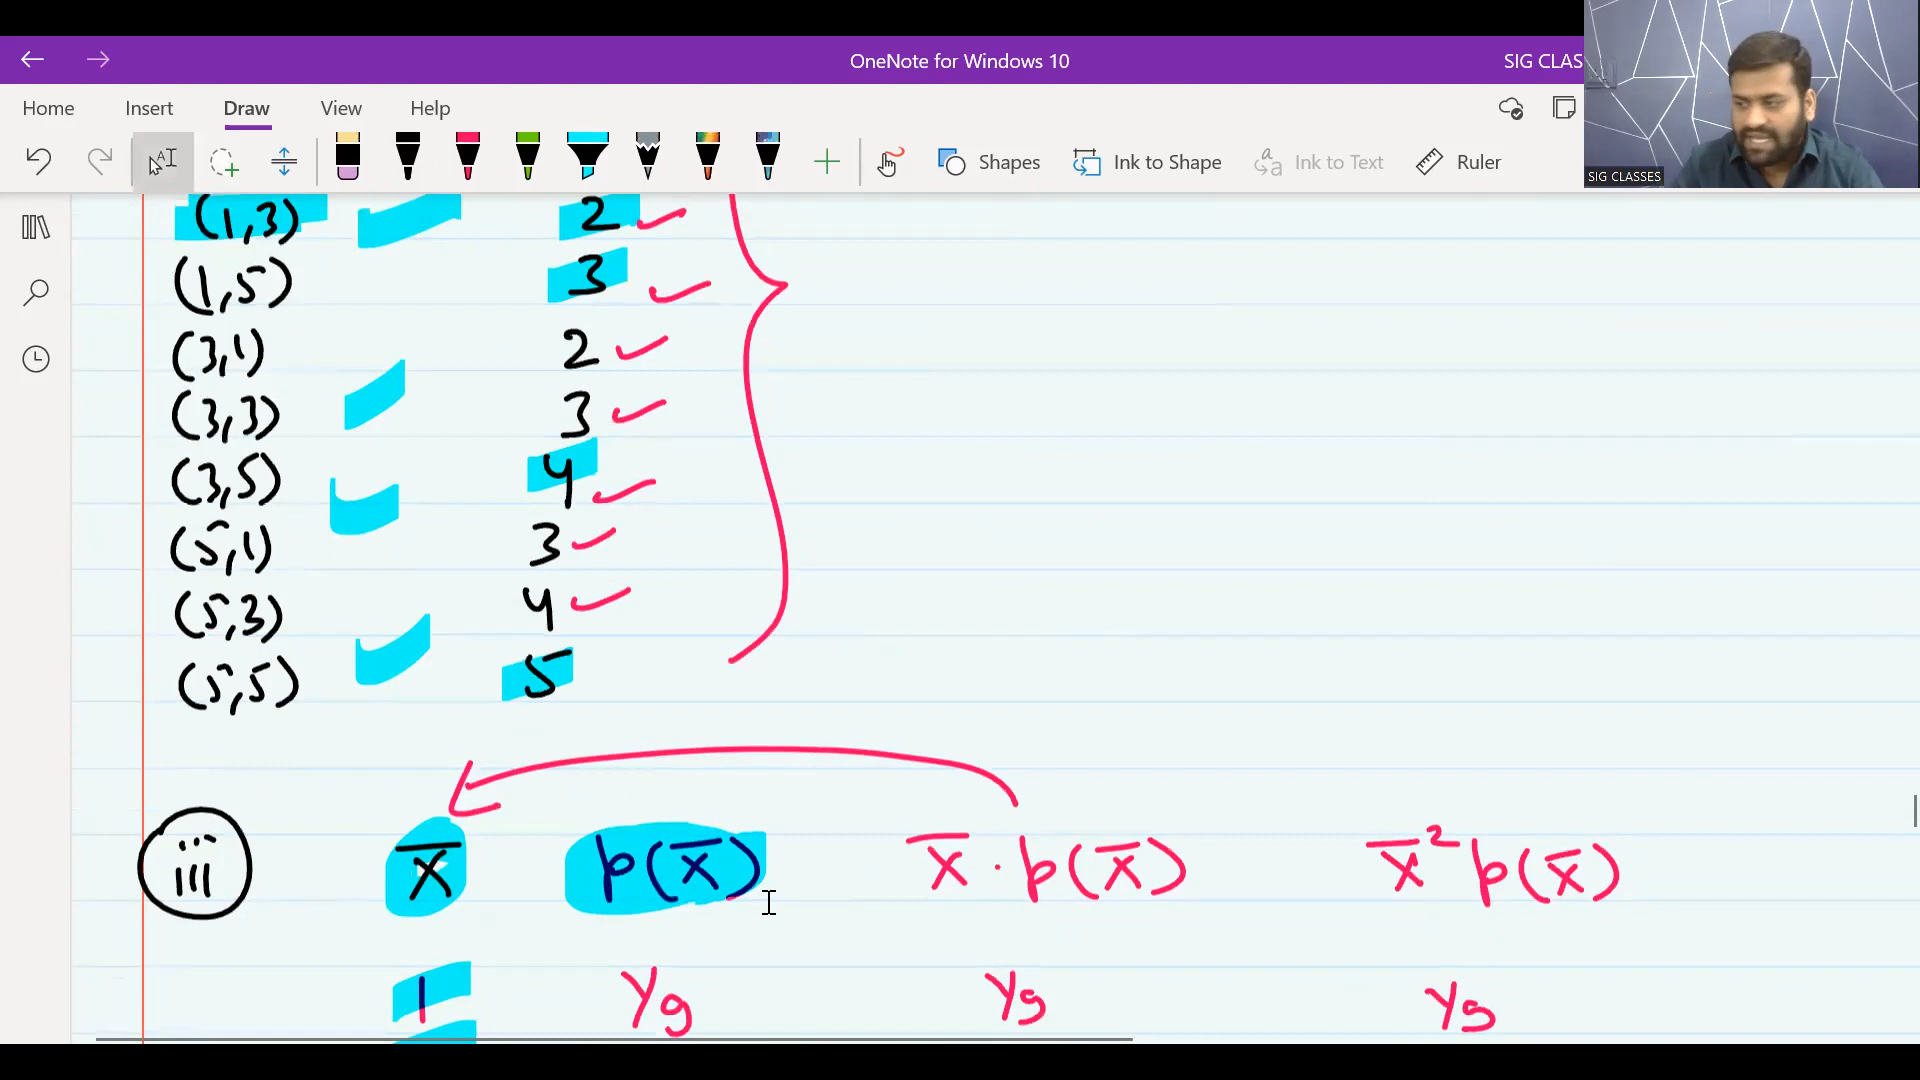 OneNote for Windows 10
SIG CLAS
Home Insert Draw View Help
Shapes Ink to Shape Ink to Text Ruler
SIG CLASSES
(1,3) 2
(1,5) 3
(3,1) 2
(3,3) 3
(3,5) 4
(5,1) 3
(5,3) 4
(5,5) 5
iii x̄ p(x̄) x̄·p(x̄) x̄² p(x̄)
1 1/9 1/9 1/9